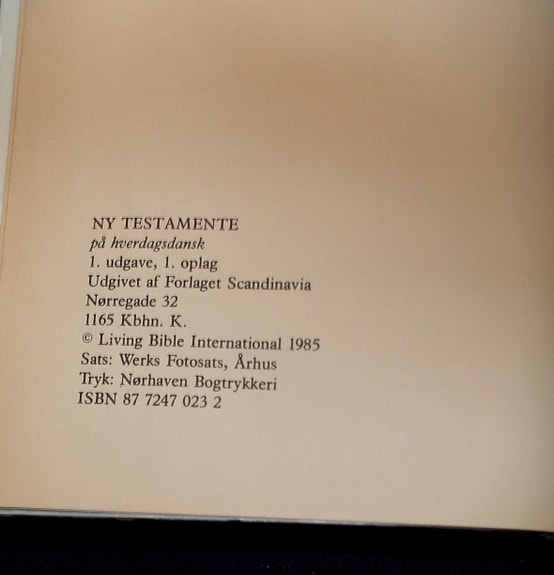 NY TESTAMENTE
på hverdagsdansk
1. udgave, 1. oplag
Udgivet af Forlaget Scandinavia
Nørregade 32
1165 Kbhn. K.
© Living Bible International 1985
Sats: Werks Fotosats, Århus
Tryk: Nørhaven Bogtrykkeri
ISBN 87 7247 023 2